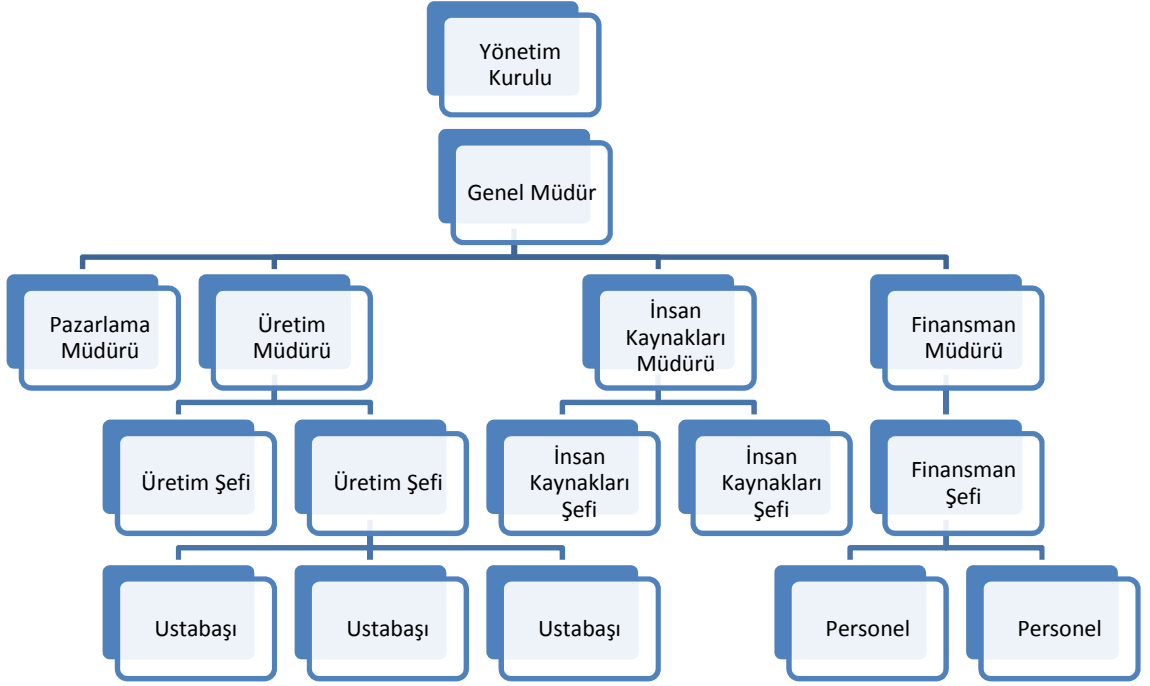 Yönetim
Kurulu
Genel Müdür
Pazarlama
Müdürü
Üretim
Müdürü
İnsan
Kaynakları
Müdürü
Finansman
Müdürü
Üretim Şefi
Üretim Şefi
İnsan
Kaynakları
Şefi
İnsan
Kaynakları
Şefi
Finansman
Şefi
Ustabaşı
Ustabaşı
Ustabaşı
Personel
Personel